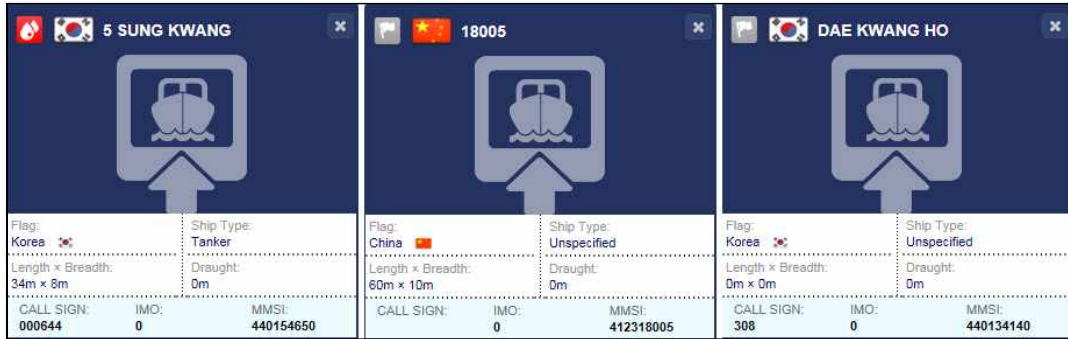 5 SUNG KWANG
Flag:
Korea
Ship Type:
Tanker
Length × Breadth:
34m × 8m
Draught:
0m
CALL SIGN:
000644
IMO:
0
MMSI:
440154650
18005
Flag:
China
Ship Type:
Unspecified
Length × Breadth:
60m × 10m
Draught:
0m
CALL SIGN:
IMO:
0
MMSI:
412318005
DAE KWANG HO
Flag:
Korea
Ship Type:
Unspecified
Length × Breadth:
0m × 0m
Draught:
0m
CALL SIGN:
308
IMO:
0
MMSI:
440134140